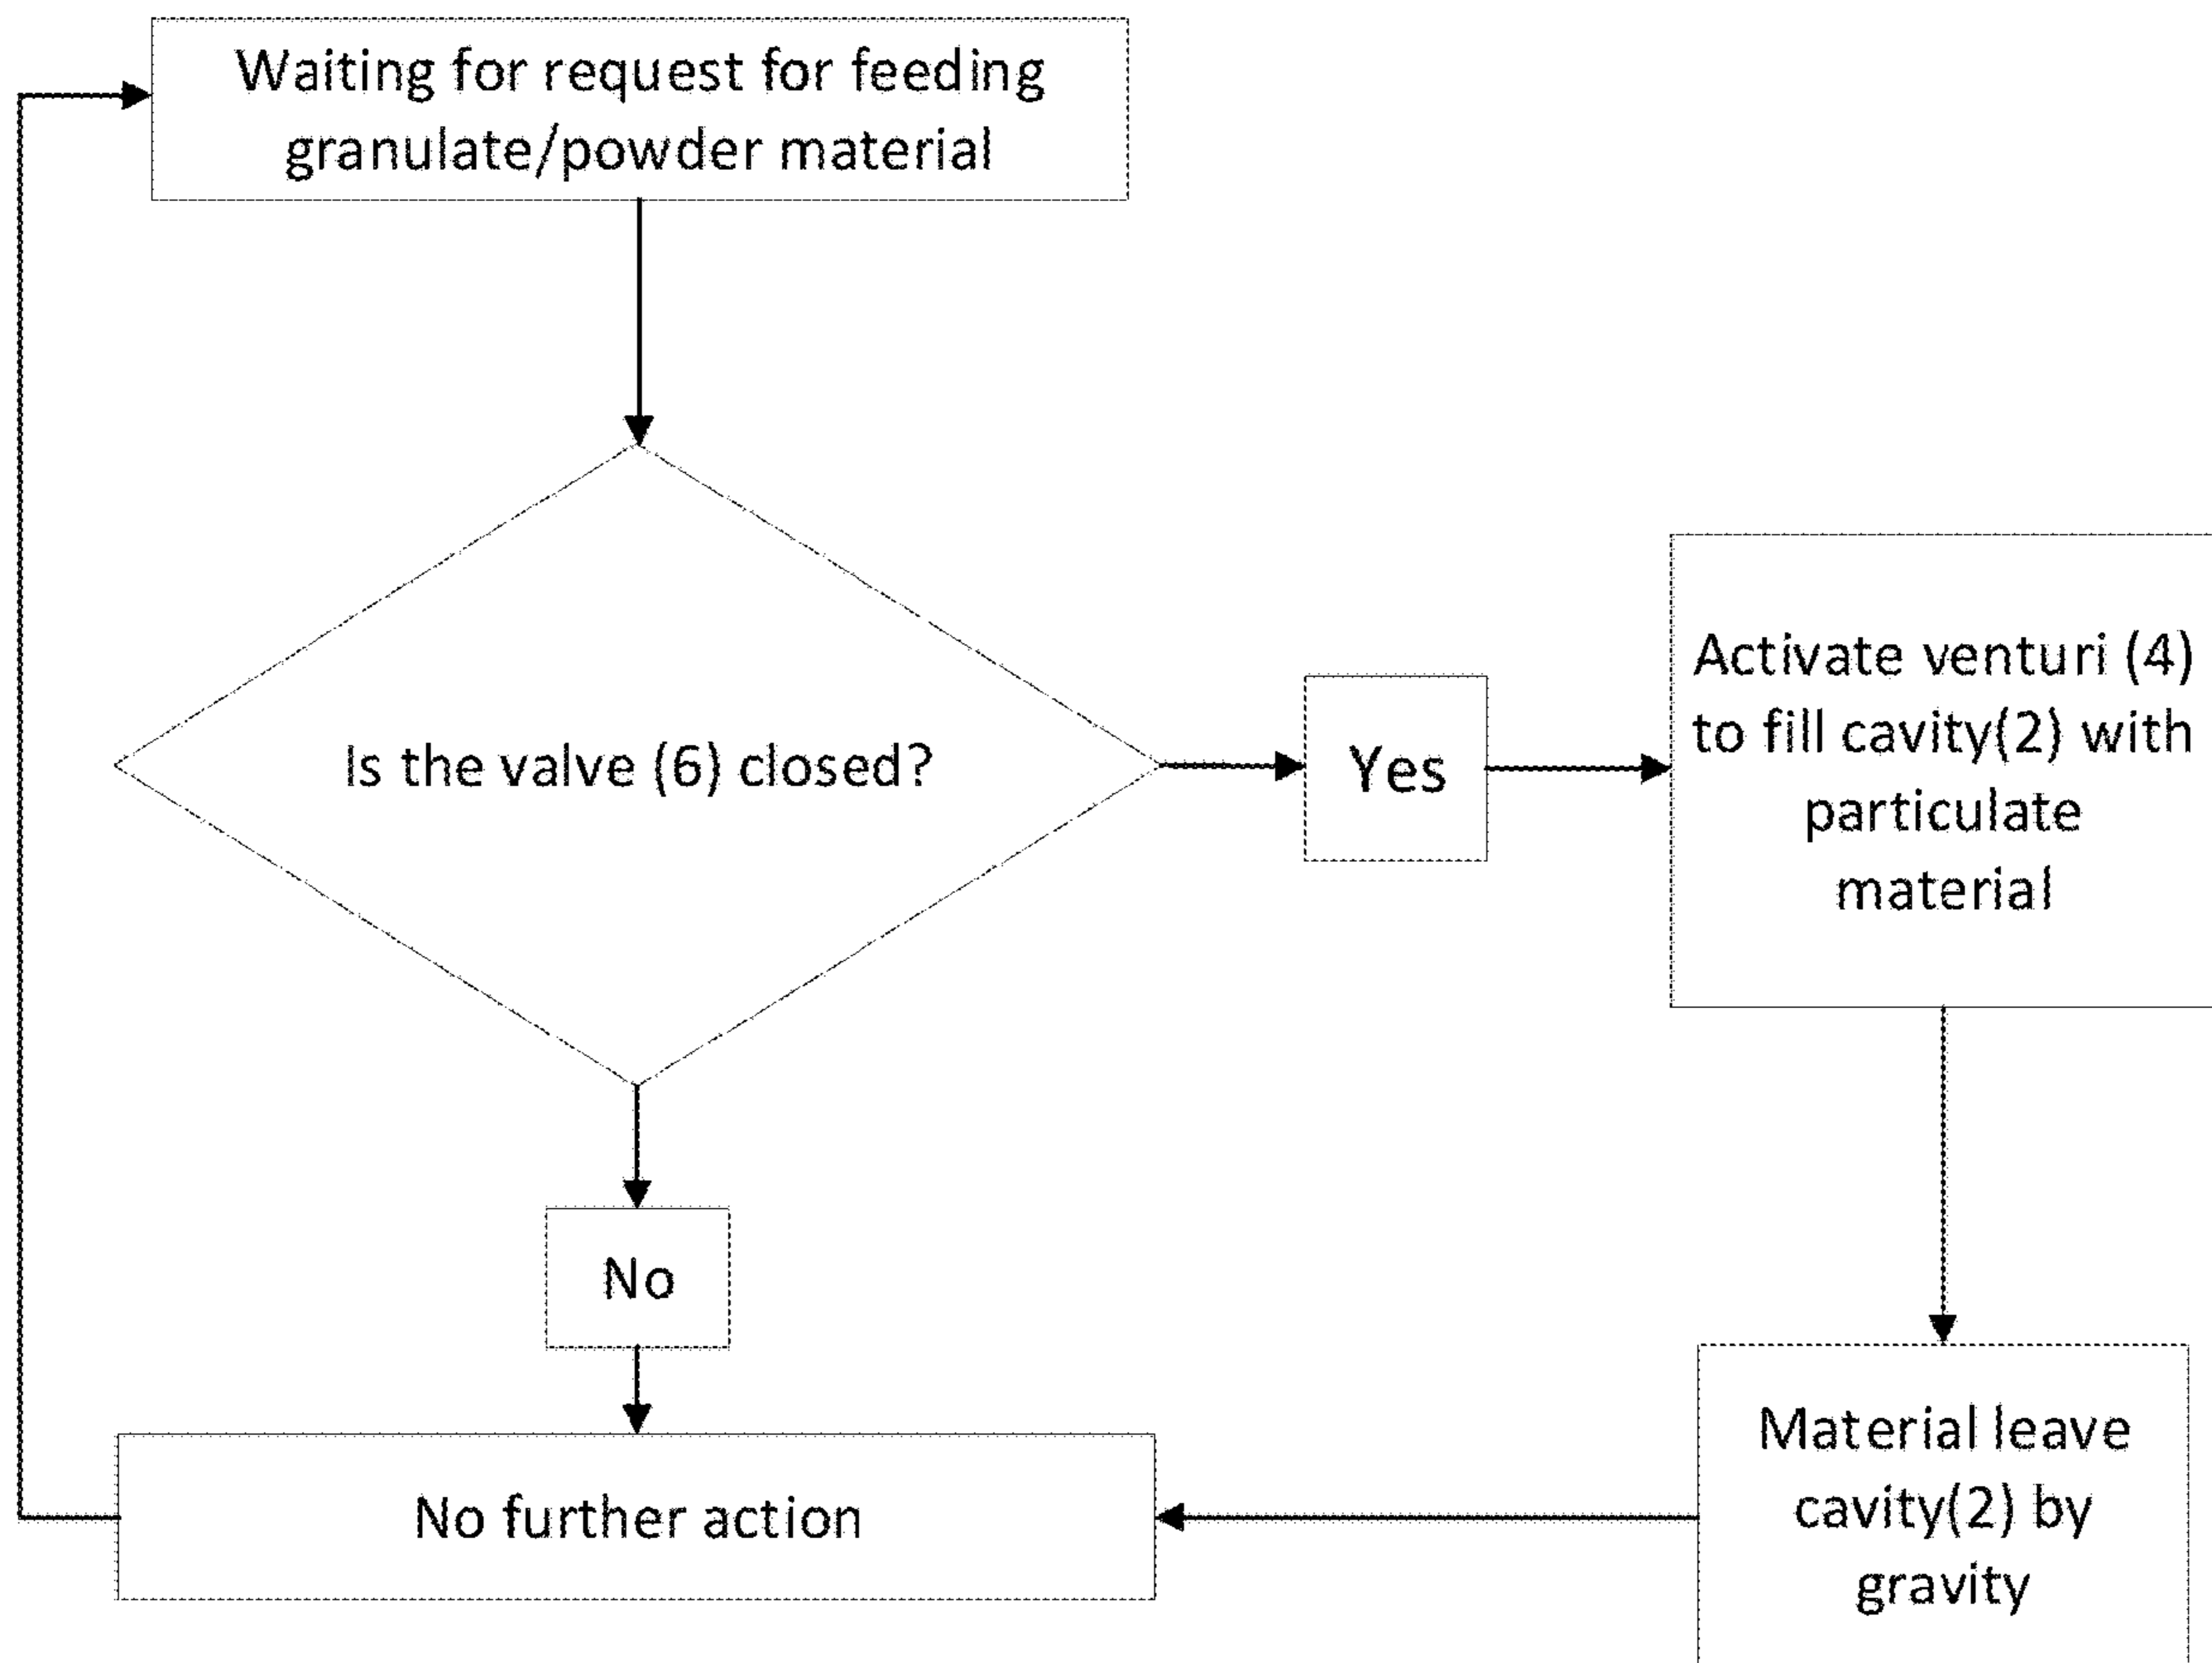 Waiting for request for feeding
granulate/powder material
Is the valve (6) closed?
Yes
Activate venturi (4)
to fill cavity(2) with
particulate
material
No
No further action
Material leave
cavity(2) by
gravity